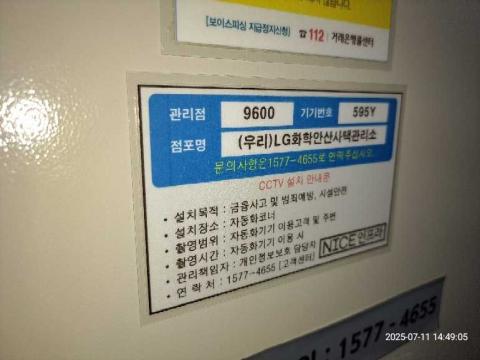 않습니다.
[보이스피싱 지급정지신청] ☎112, 거래은행콜센터
관리점 9600 기기번호 595Y
점포명 (우리)LG화학안산사택관리소
문의사항은1577-4655로 연락주십시오.
CCTV 설치 안내문
• 설치목적 : 금융사고 및 범죄예방, 시설안전
• 설치장소 : 자동화코너
• 촬영범위 : 자동화기기 이용고객 및 주변
• 촬영시간 : 자동화기기 이용 시
• 관리책임자 : 개인정보보호 담당자
• 연 락 처 : 1577-4655 [고객센터]
NICE인프라
: 1577-4655
2025-07-11 14:49:05